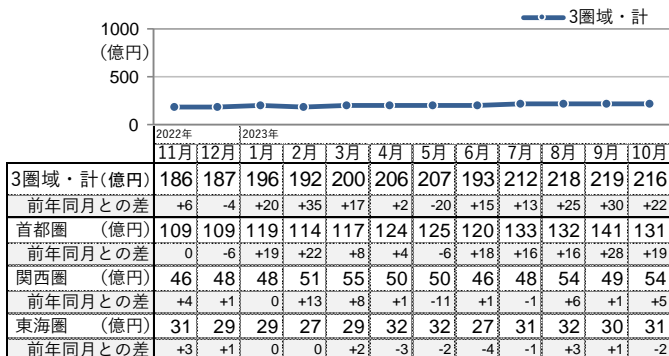 3圏域・計
1000
(億円)
500
0
2022年 2023年
11月 12月 1月 2月 3月 4月 5月 6月 7月 8月 9月 10月
3圏域・計(億円) 186 187 196 192 200 206 207 193 212 218 219 216
前年同月との差 +6 -4 +20 +35 +17 +2 -20 +15 +13 +25 +30 +22
首都圏 (億円) 109 109 119 114 117 124 125 120 133 132 141 131
前年同月との差 0 -6 +19 +22 +8 +4 -6 +18 +16 +16 +28 +19
関西圏 (億円) 46 48 48 51 55 50 50 46 48 54 49 54
前年同月との差 +4 +1 0 +13 +8 +1 -11 +1 -1 +6 +1 +5
東海圏 (億円) 31 29 29 27 29 32 32 27 31 32 30 31
前年同月との差 +3 +1 0 0 +2 -3 -2 -4 -1 +3 +1 -2